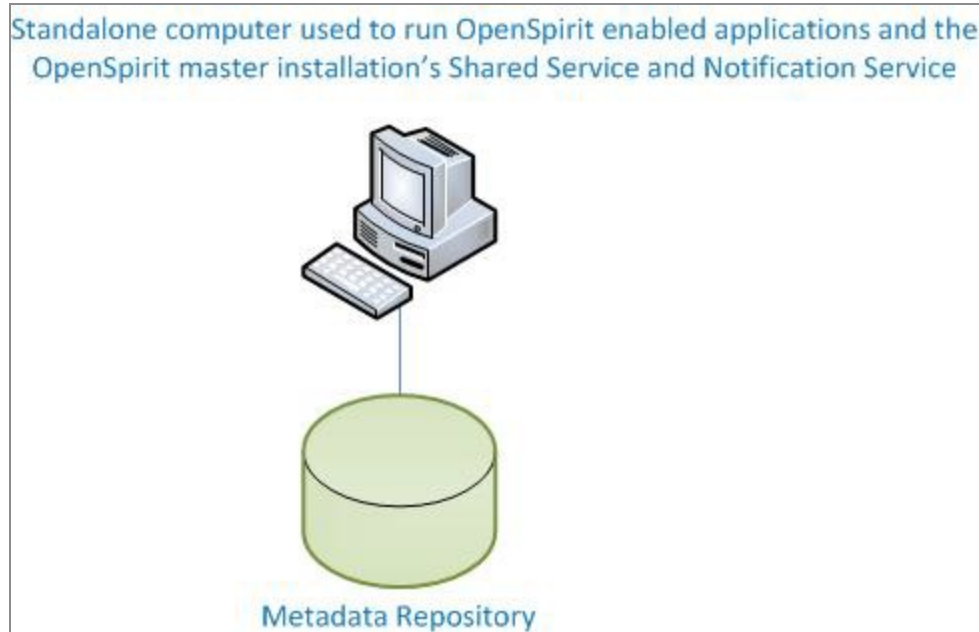 Standalone computer used to run OpenSpirit enabled applications and the
OpenSpirit master installation’s Shared Service and Notification Service
Metadata Repository